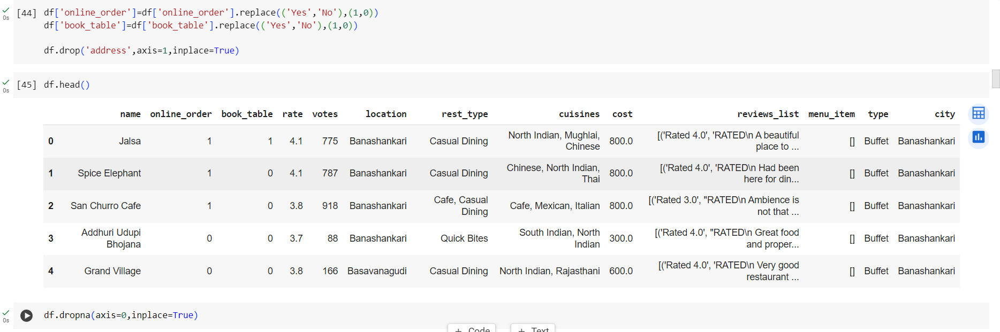 [44] df['online_order']=df['online_order'].replace(('Yes','No'),(1,0))
0s df['book_table']=df['book_table'].replace(('Yes','No'),(1,0))
df.drop('address',axis=1,inplace=True)
[45] df.head()
0s
name online_order book_table rate votes location rest_type cuisines cost reviews_list menu_item type city
0 Jalsa 1 1 4.1 775 Banashankari Casual Dining North Indian, Mughlai, Chinese 800.0 [('Rated 4.0', 'RATED\n A beautiful place to ... [] Buffet Banashankari
1 Spice Elephant 1 0 4.1 787 Banashankari Casual Dining Chinese, North Indian, Thai 800.0 [('Rated 4.0', 'RATED\n Had been here for din... [] Buffet Banashankari
2 San Churro Cafe 1 0 3.8 918 Banashankari Cafe, Casual Dining Cafe, Mexican, Italian 800.0 [('Rated 3.0', "RATED\n Ambience is not that ... [] Buffet Banashankari
3 Addhuri Udupi Bhojana 0 0 3.7 88 Banashankari Quick Bites South Indian, North Indian 300.0 [('Rated 4.0', "RATED\n Great food and proper... [] Buffet Banashankari
4 Grand Village 0 0 3.8 166 Basavanagudi Casual Dining North Indian, Rajasthani 600.0 [('Rated 4.0', 'RATED\n Very good restaurant ... [] Buffet Banashankari
df.dropna(axis=0,inplace=True)
0s
+ Code + Text